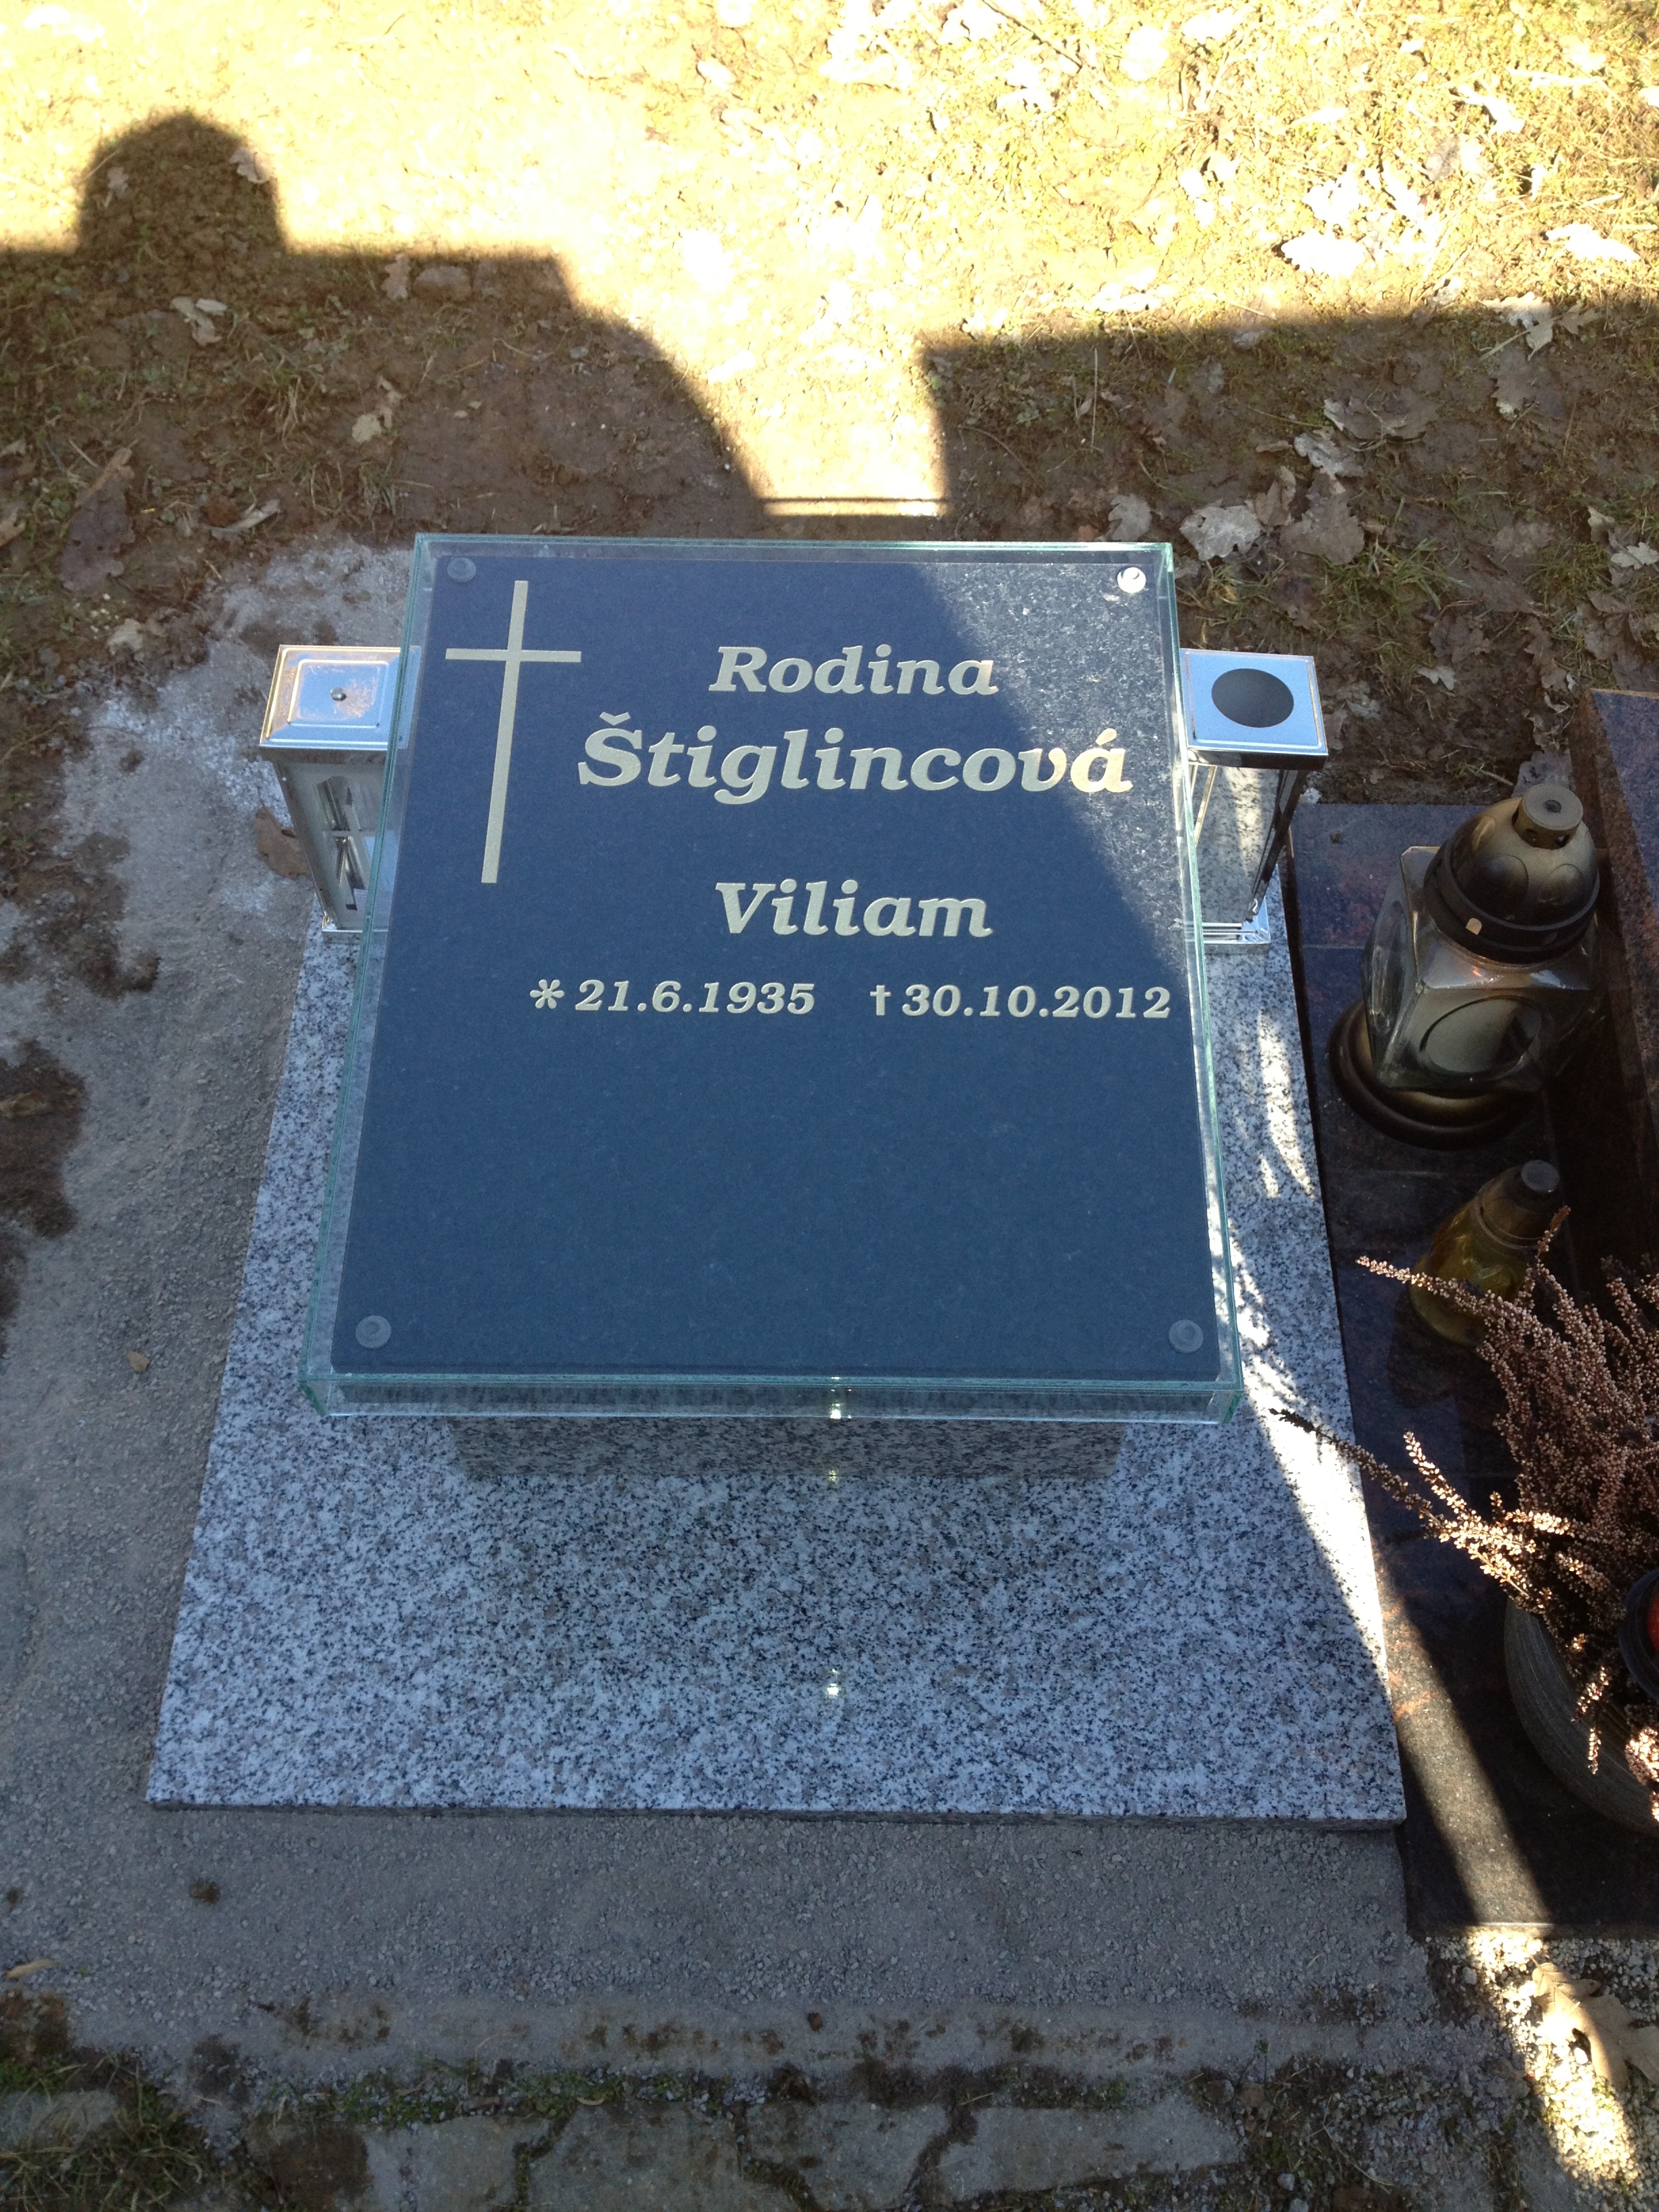 Rodina
Štiglincová
Viliam
* 21.6.1935 † 30.10.2012